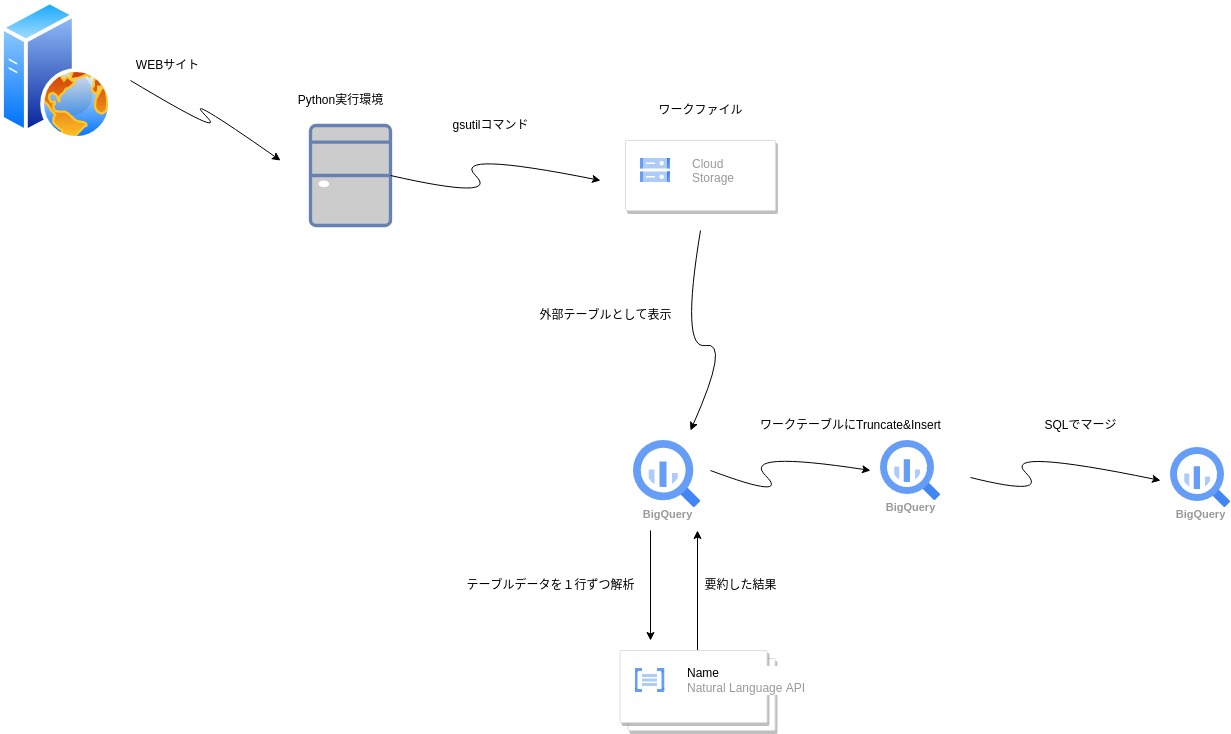 WEBサイト
Python実行環境
gsutilコマンド
ワークファイル
Cloud
Storage
外部テーブルとして表示
ワークテーブルにTruncate&Insert
SQLでマージ
BigQuery
BigQuery
BigQuery
テーブルデータを１行ずつ解析
要約した結果
Name
Natural Language API